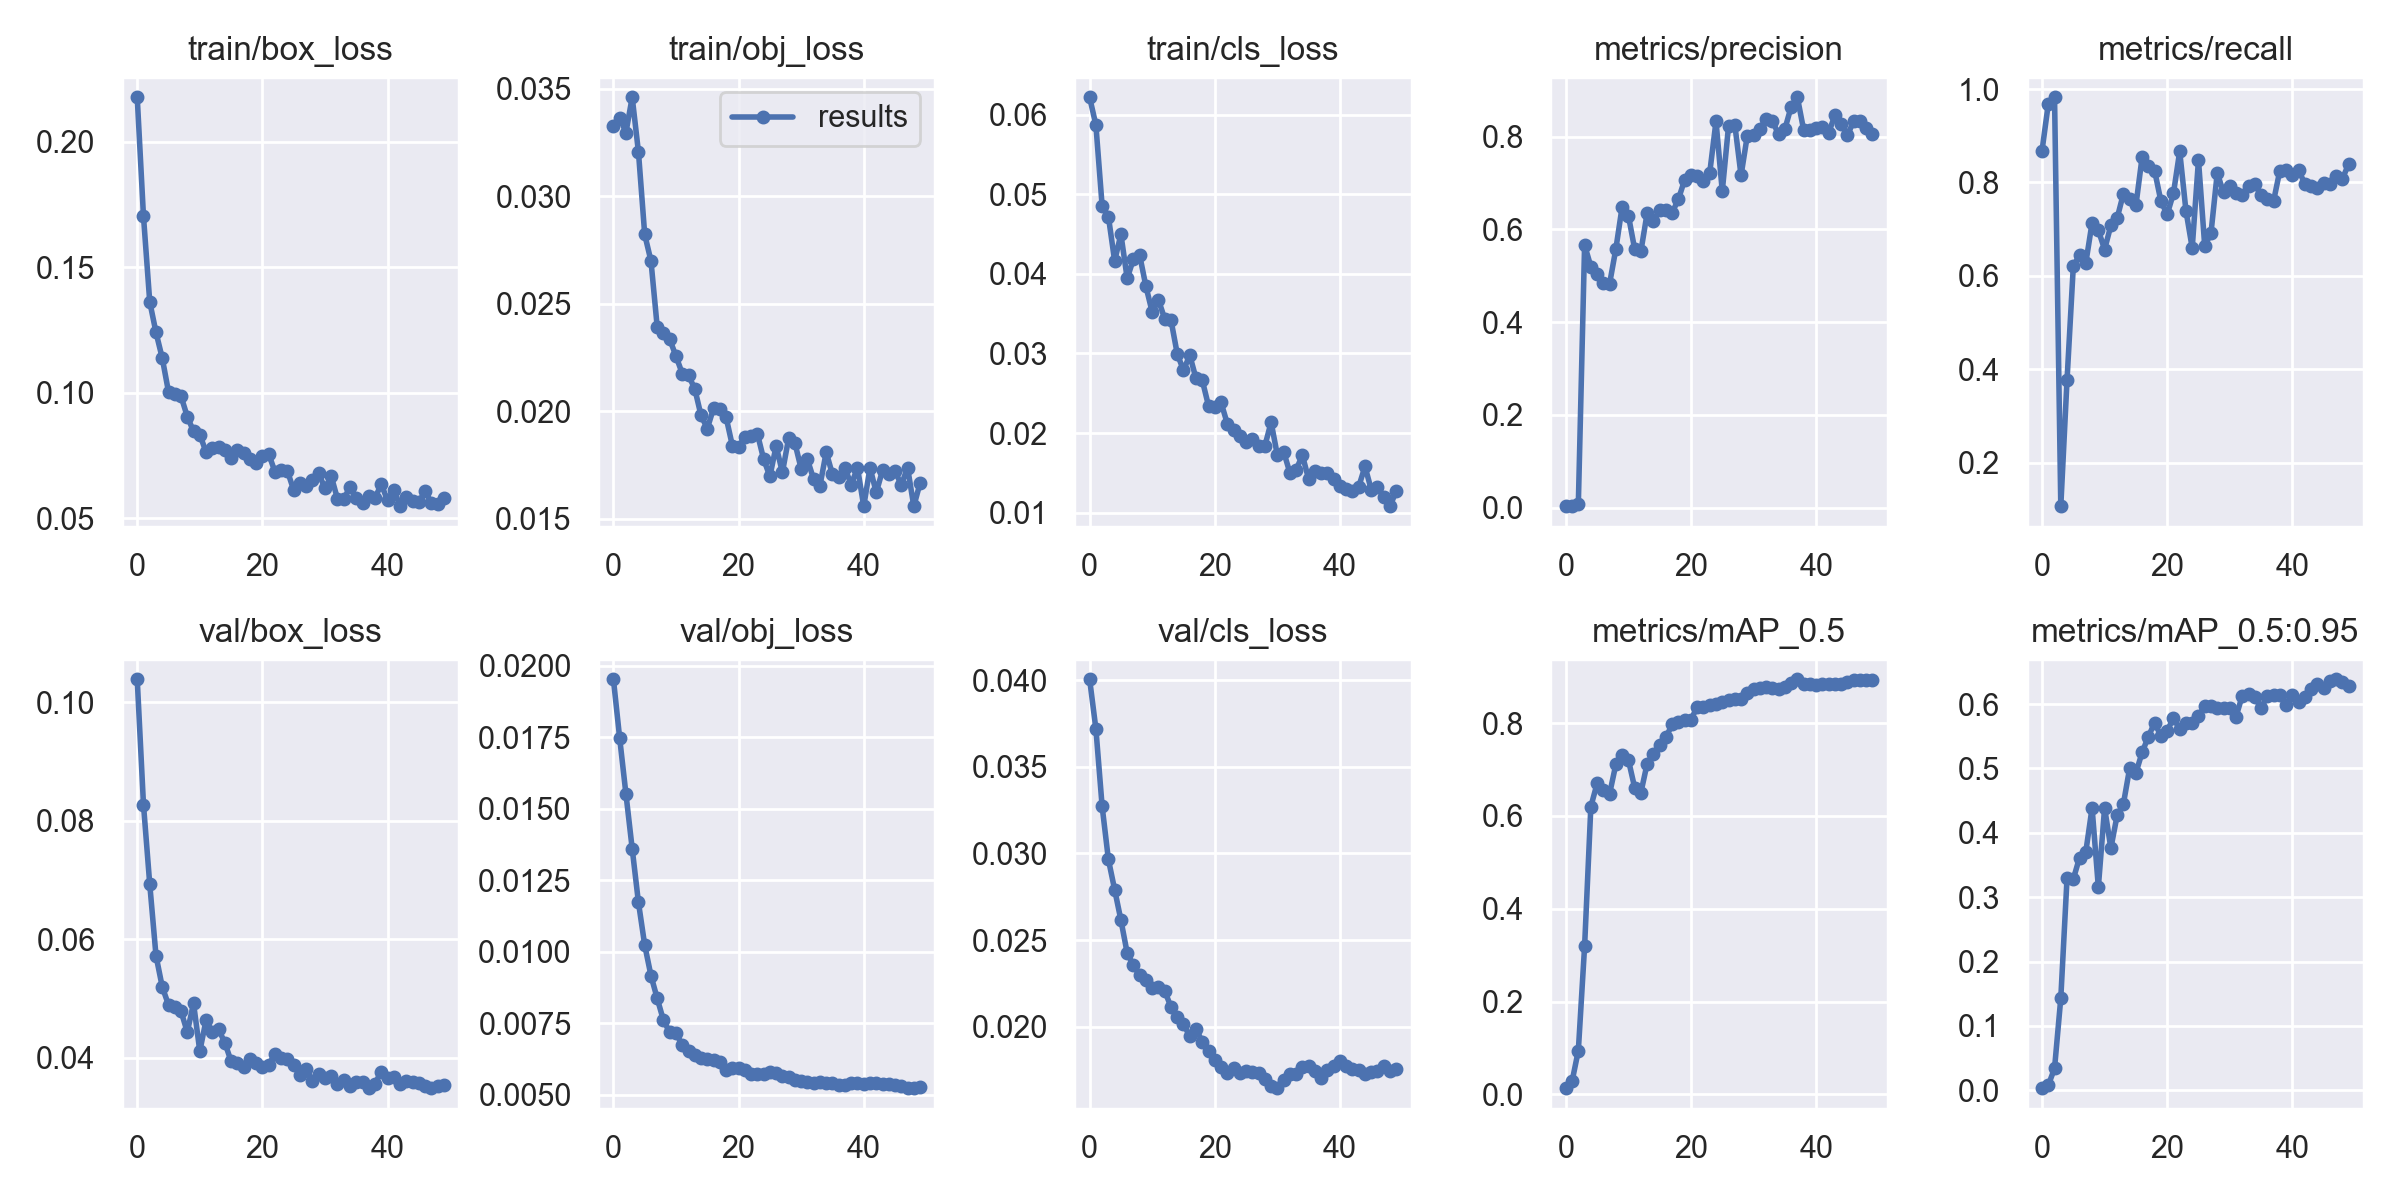 train/box_loss
train/obj_loss
train/cls_loss
metrics/precision
metrics/recall
0.20
0.15
0.10
0.05
0 20 40
0.035
0.030
0.025
0.020
0.015
0 20 40
results
0.06
0.05
0.04
0.03
0.02
0.01
0 20 40
0.8
0.6
0.4
0.2
0.0
0 20 40
1.0
0.8
0.6
0.4
0.2
0 20 40
val/box_loss
val/obj_loss
val/cls_loss
metrics/mAP_0.5
metrics/mAP_0.5:0.95
0.10
0.08
0.06
0.04
0 20 40
0.0200
0.0175
0.0150
0.0125
0.0100
0.0075
0.0050
0 20 40
0.040
0.035
0.030
0.025
0.020
0 20 40
0.8
0.6
0.4
0.2
0.0
0 20 40
0.6
0.5
0.4
0.3
0.2
0.1
0.0
0 20 40